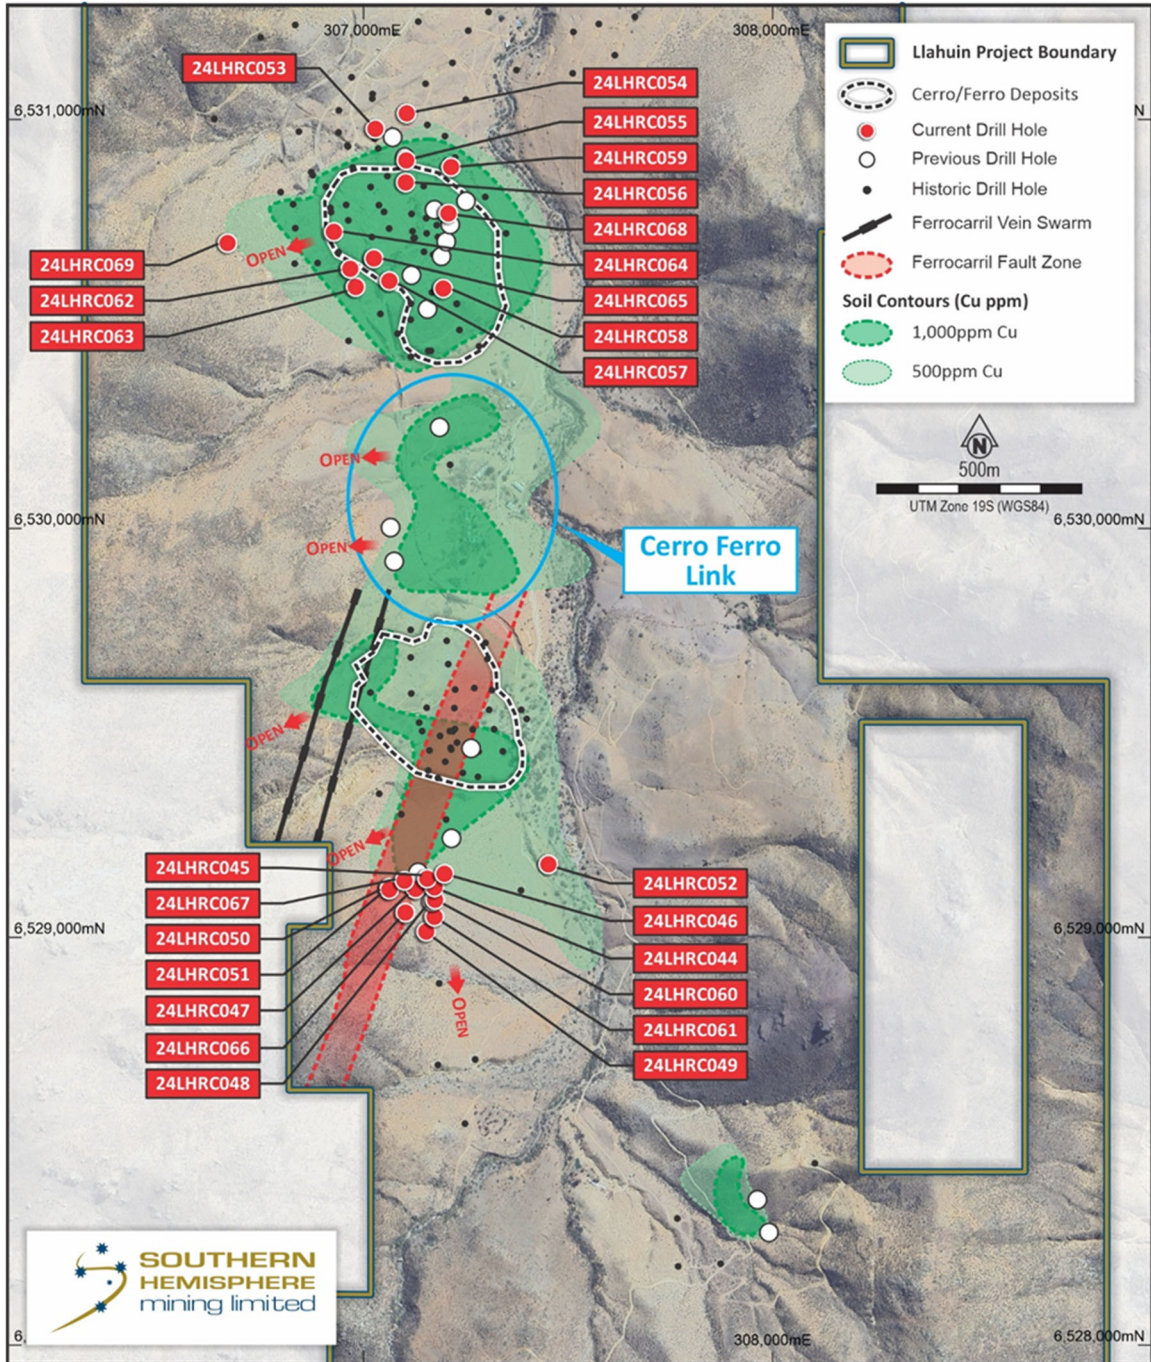 307,000mE
308,000mE
24LHRC053
24LHRC054
6,531,000mN
24LHRC055
24LHRC059
24LHRC056
24LHRC068
24LHRC069
24LHRC064
24LHRC062
24LHRC065
24LHRC063
24LHRC058
24LHRC057
OPEN
Llahuin Project Boundary
Cerro/Ferro Deposits
Current Drill Hole
Previous Drill Hole
Historic Drill Hole
Ferrocarril Vein Swarm
Ferrocarril Fault Zone
Soil Contours (Cu ppm)
1,000ppm Cu
500ppm Cu
N
500m
UTM Zone 19S (WGS84)
OPEN
6,530,000mN
6,530,000mN
OPEN
Cerro Ferro
Link
OPEN
OPEN
24LHRC045
24LHRC067
24LHRC050
24LHRC051
24LHRC047
24LHRC066
24LHRC048
24LHRC052
24LHRC046
24LHRC044
24LHRC060
24LHRC061
24LHRC049
6,529,000mN
6,529,000mN
OPEN
SOUTHERN
HEMISPHERE
mining limited
308,000mE
6,528,000mN